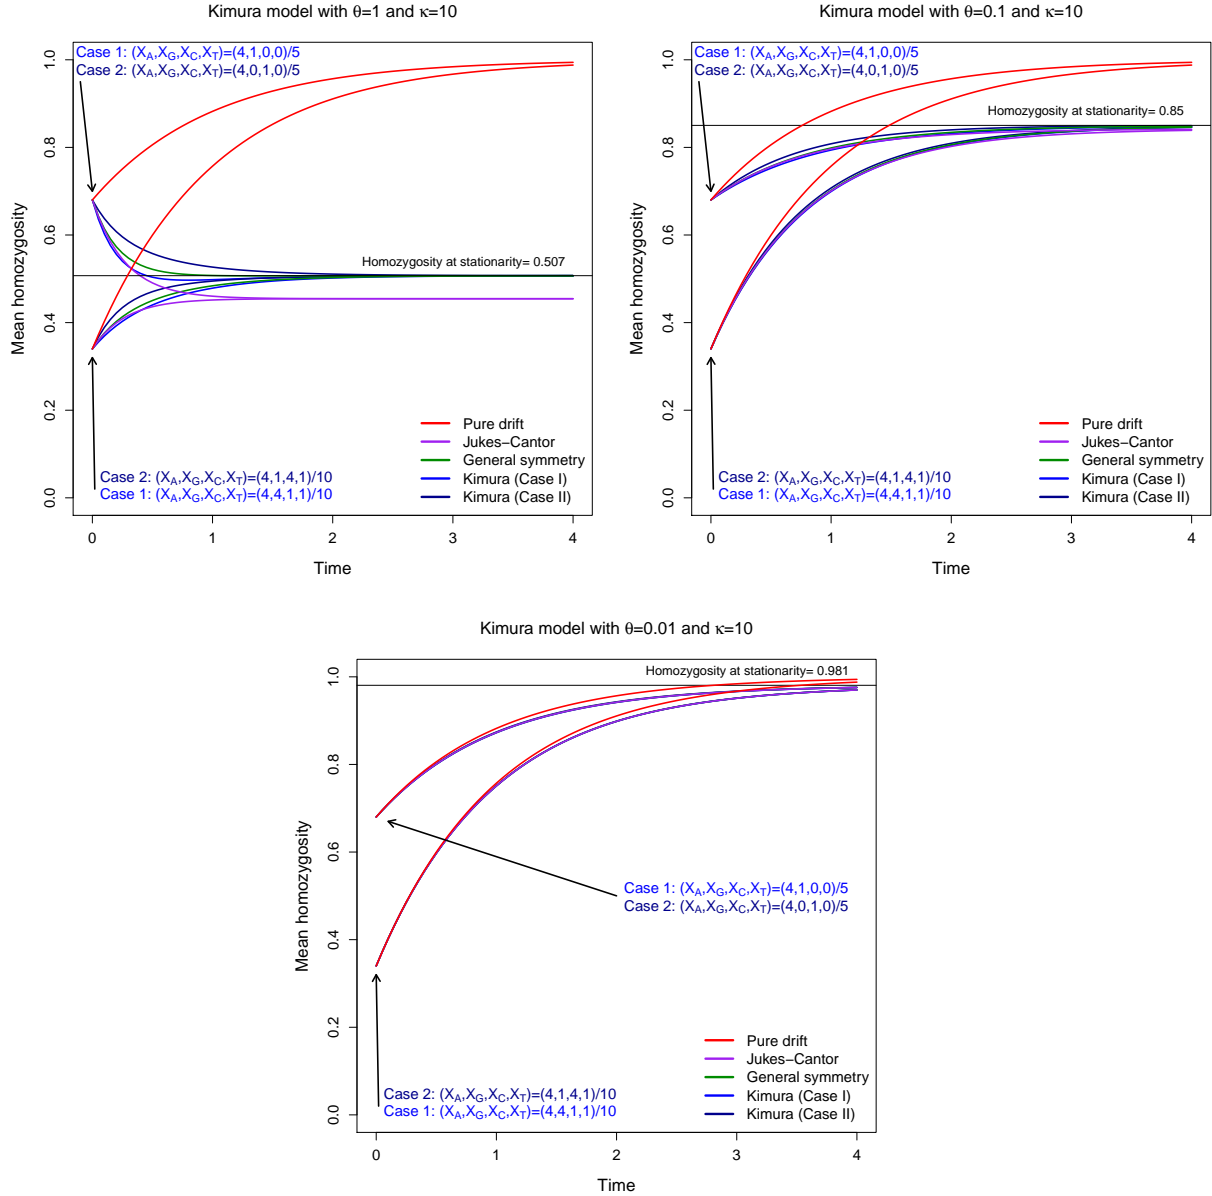 Kimura model with θ=1 and κ=10
Case 1: (X_A,X_G,X_C,X_T)=(4,1,0,0)/5
Case 2: (X_A,X_G,X_C,X_T)=(4,0,1,0)/5
Homozygosity at stationarity= 0.507
Mean homozygosity
0.0
0.2
0.4
0.6
0.8
1.0
Pure drift
Jukes−Cantor
General symmetry
Kimura (Case I)
Kimura (Case II)
Case 2: (X_A,X_G,X_C,X_T)=(4,1,4,1)/10
Case 1: (X_A,X_G,X_C,X_T)=(4,4,1,1)/10
0 1 2 3 4
Time
Kimura model with θ=0.1 and κ=10
Case 1: (X_A,X_G,X_C,X_T)=(4,1,0,0)/5
Case 2: (X_A,X_G,X_C,X_T)=(4,0,1,0)/5
Homozygosity at stationarity= 0.85
Mean homozygosity
0.0
0.2
0.4
0.6
0.8
1.0
Pure drift
Jukes−Cantor
General symmetry
Kimura (Case I)
Kimura (Case II)
Case 2: (X_A,X_G,X_C,X_T)=(4,1,4,1)/10
Case 1: (X_A,X_G,X_C,X_T)=(4,4,1,1)/10
0 1 2 3 4
Time
Kimura model with θ=0.01 and κ=10
Homozygosity at stationarity= 0.981
Mean homozygosity
0.0
0.2
0.4
0.6
0.8
1.0
Case 1: (X_A,X_G,X_C,X_T)=(4,1,0,0)/5
Case 2: (X_A,X_G,X_C,X_T)=(4,0,1,0)/5
Pure drift
Jukes−Cantor
General symmetry
Kimura (Case I)
Kimura (Case II)
Case 2: (X_A,X_G,X_C,X_T)=(4,1,4,1)/10
Case 1: (X_A,X_G,X_C,X_T)=(4,4,1,1)/10
0 1 2 3 4
Time